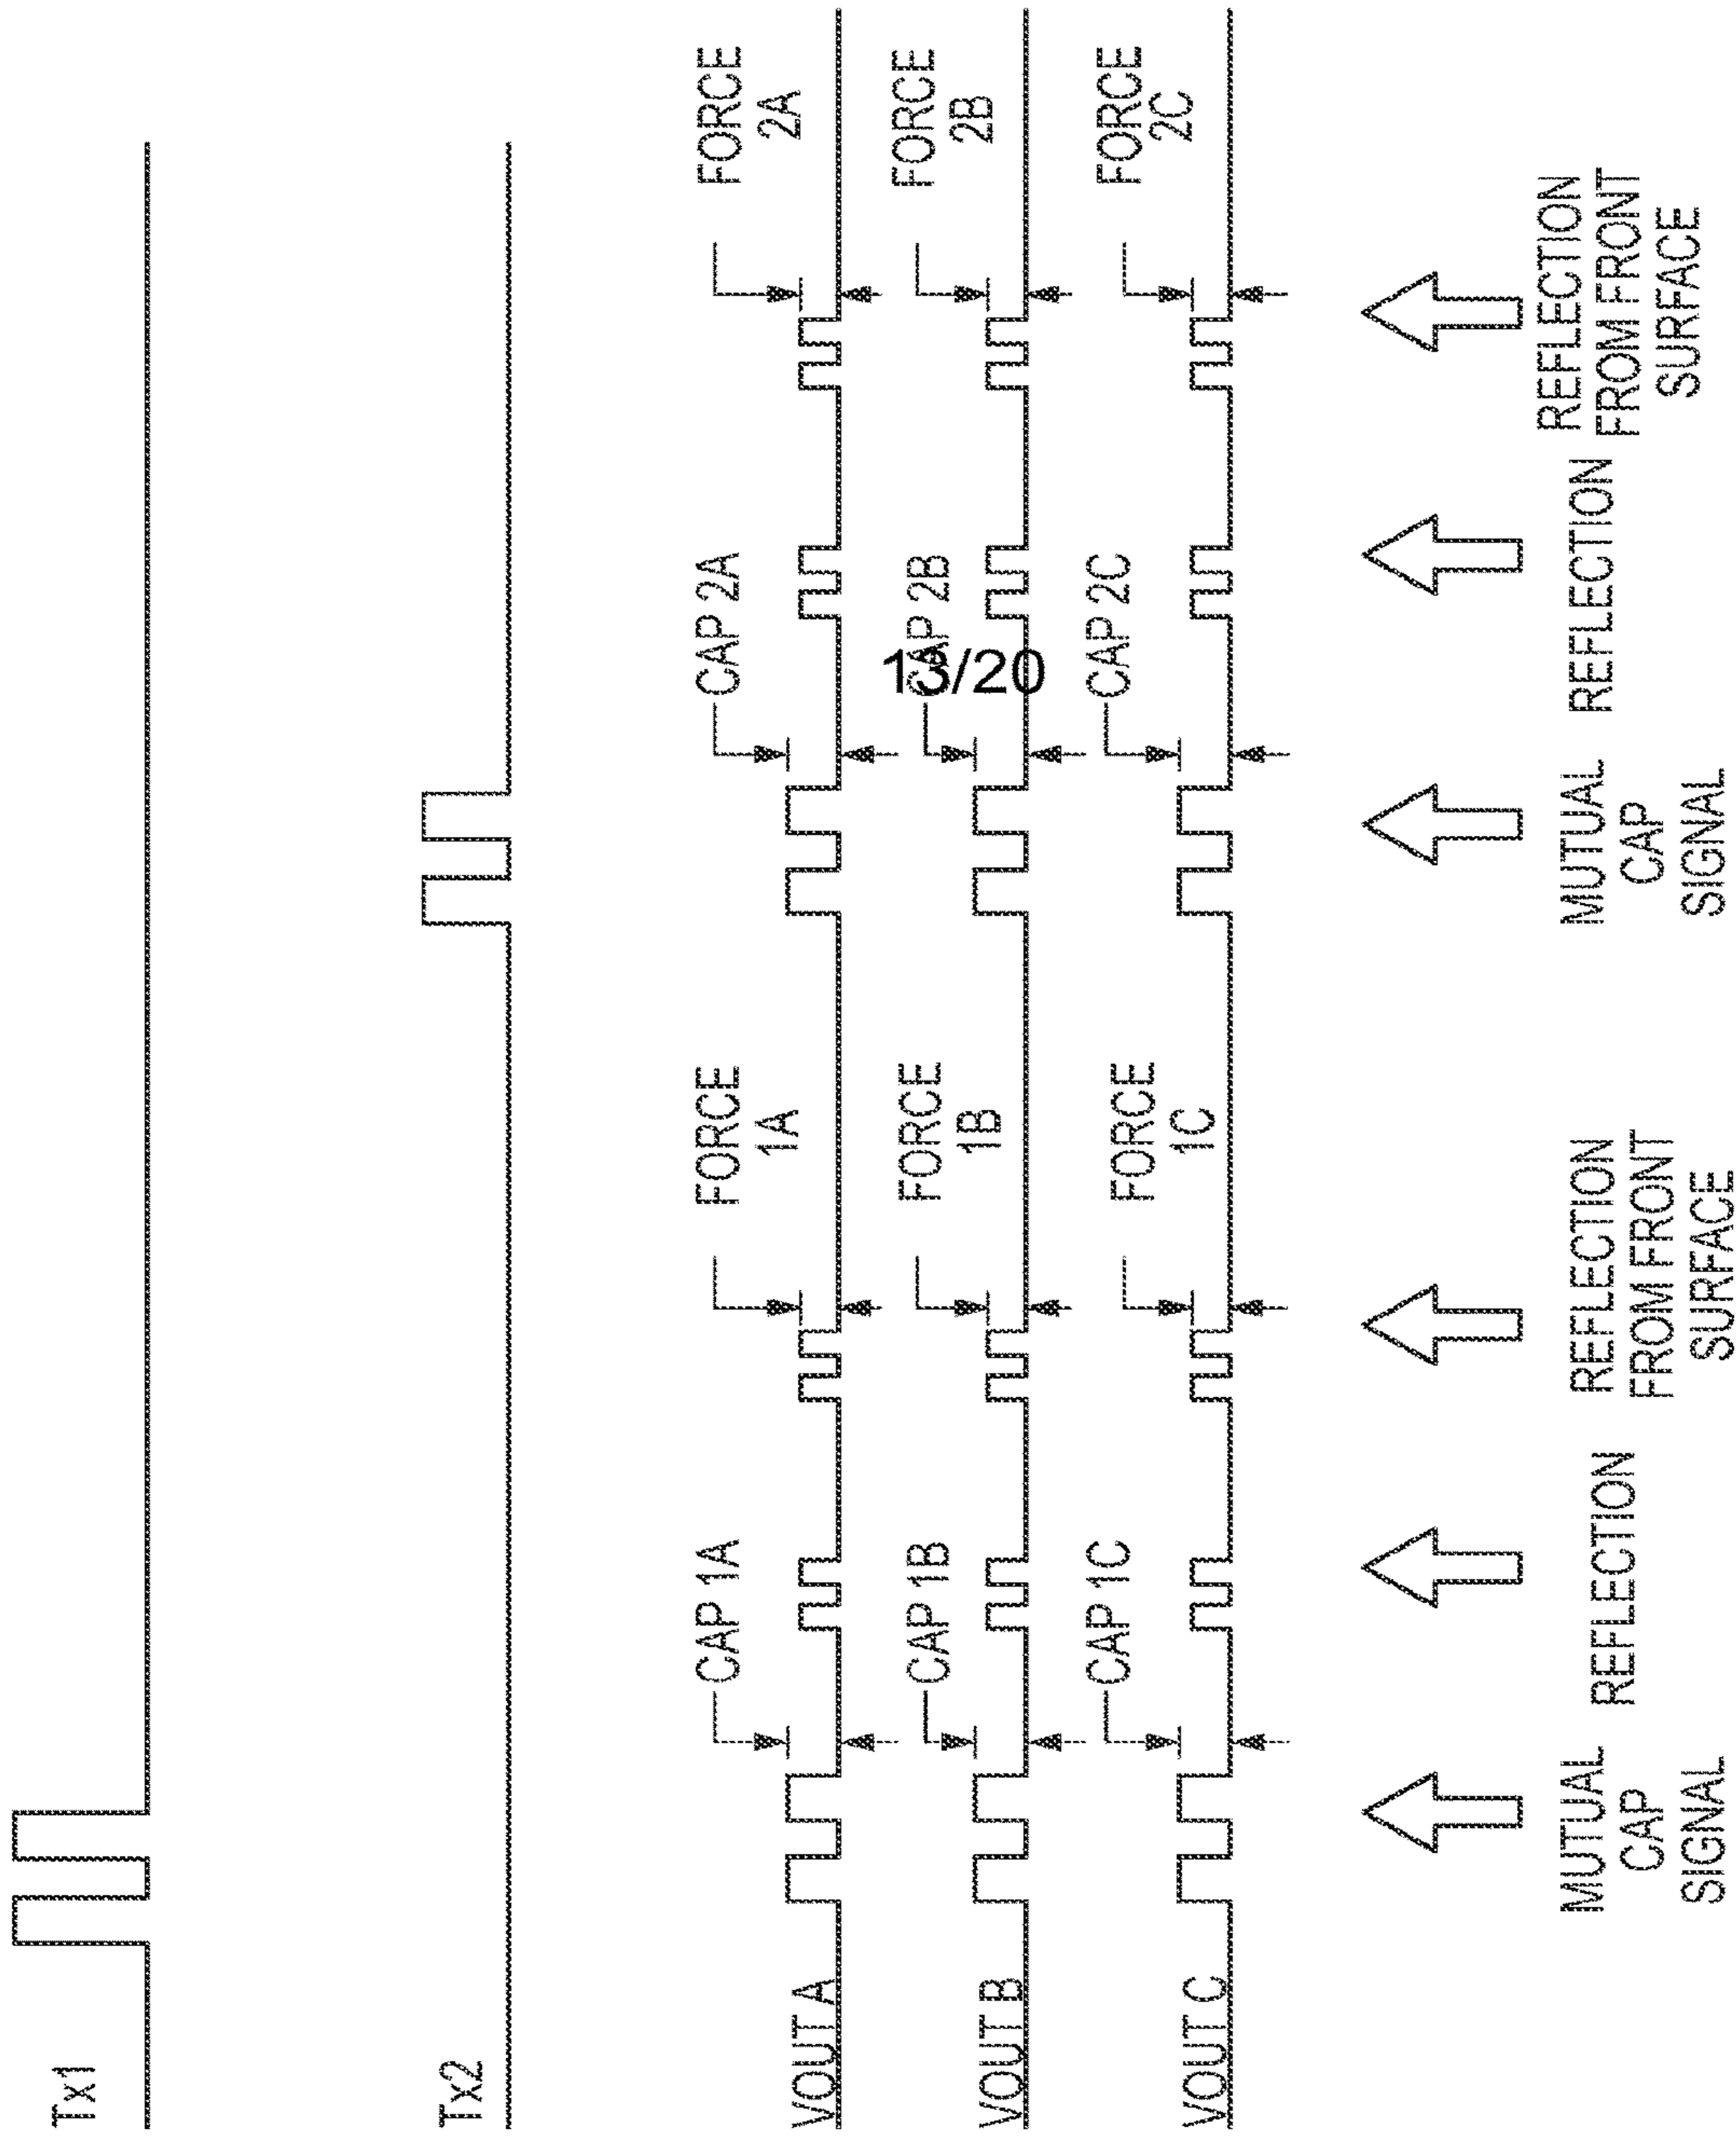 Tx1
Tx2
VOUT A
CAP 1A
FORCE
1A
CAP 2A
FORCE
2A
VOUT B
CAP 1B
FORCE
1B
CAP 2B
FORCE
2B
13/20
VOUT C
CAP 1C
FORCE
1C
CAP 2C
FORCE
2C
MUTUAL
CAP
SIGNAL
REFLECTION
REFLECTION
FROM FRONT
SURFACE
MUTUAL
CAP
SIGNAL
REFLECTION
REFLECTION
FROM FRONT
SURFACE